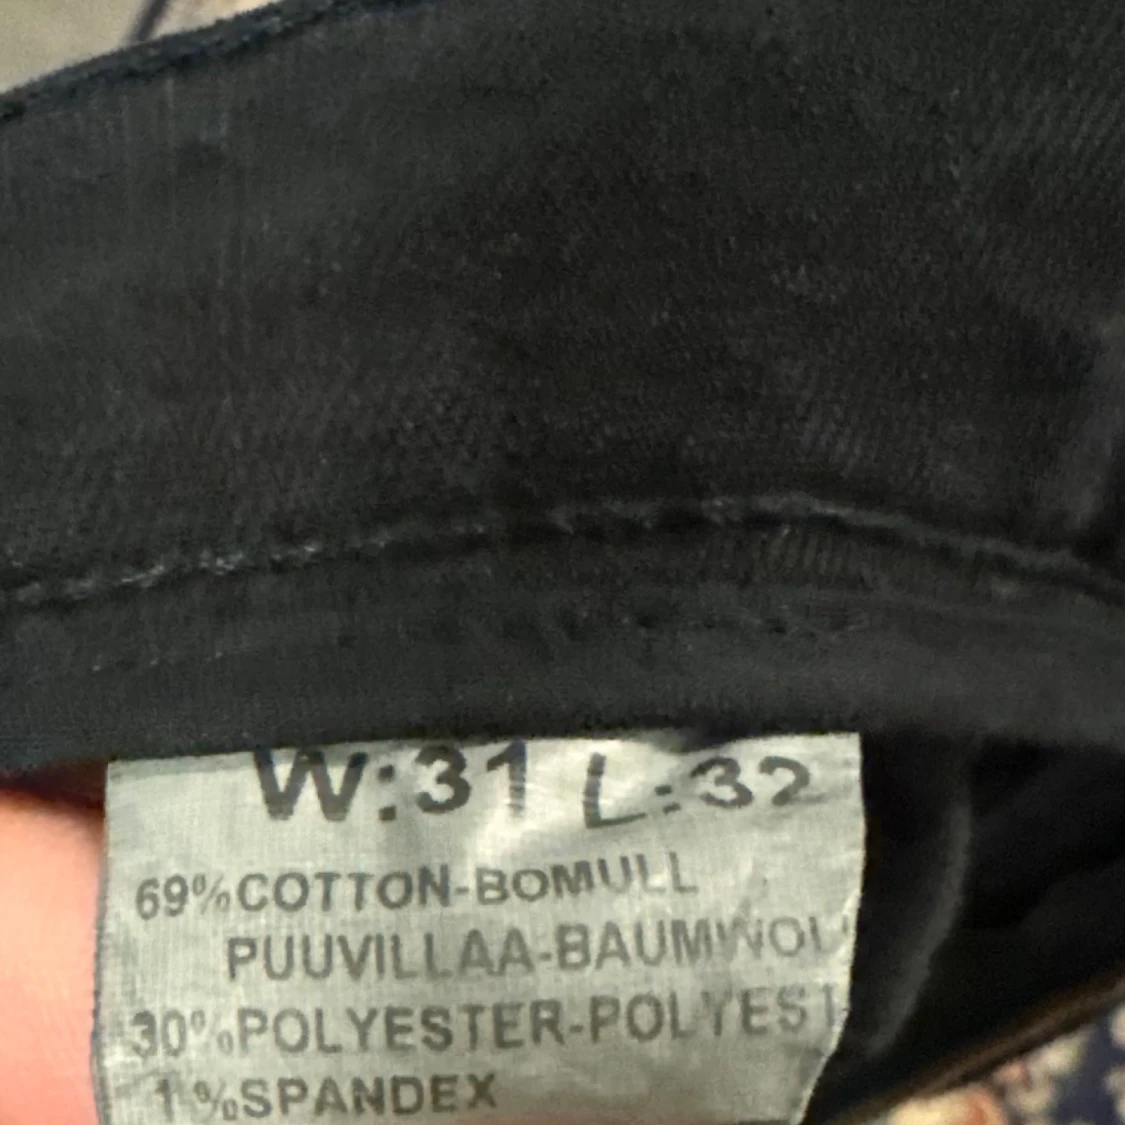 W:31 L:32
69%COTTON-BOMULL
PUUVILLAA-BAUMWOL
30%POLYESTER-POLYEST
1%SPANDEX